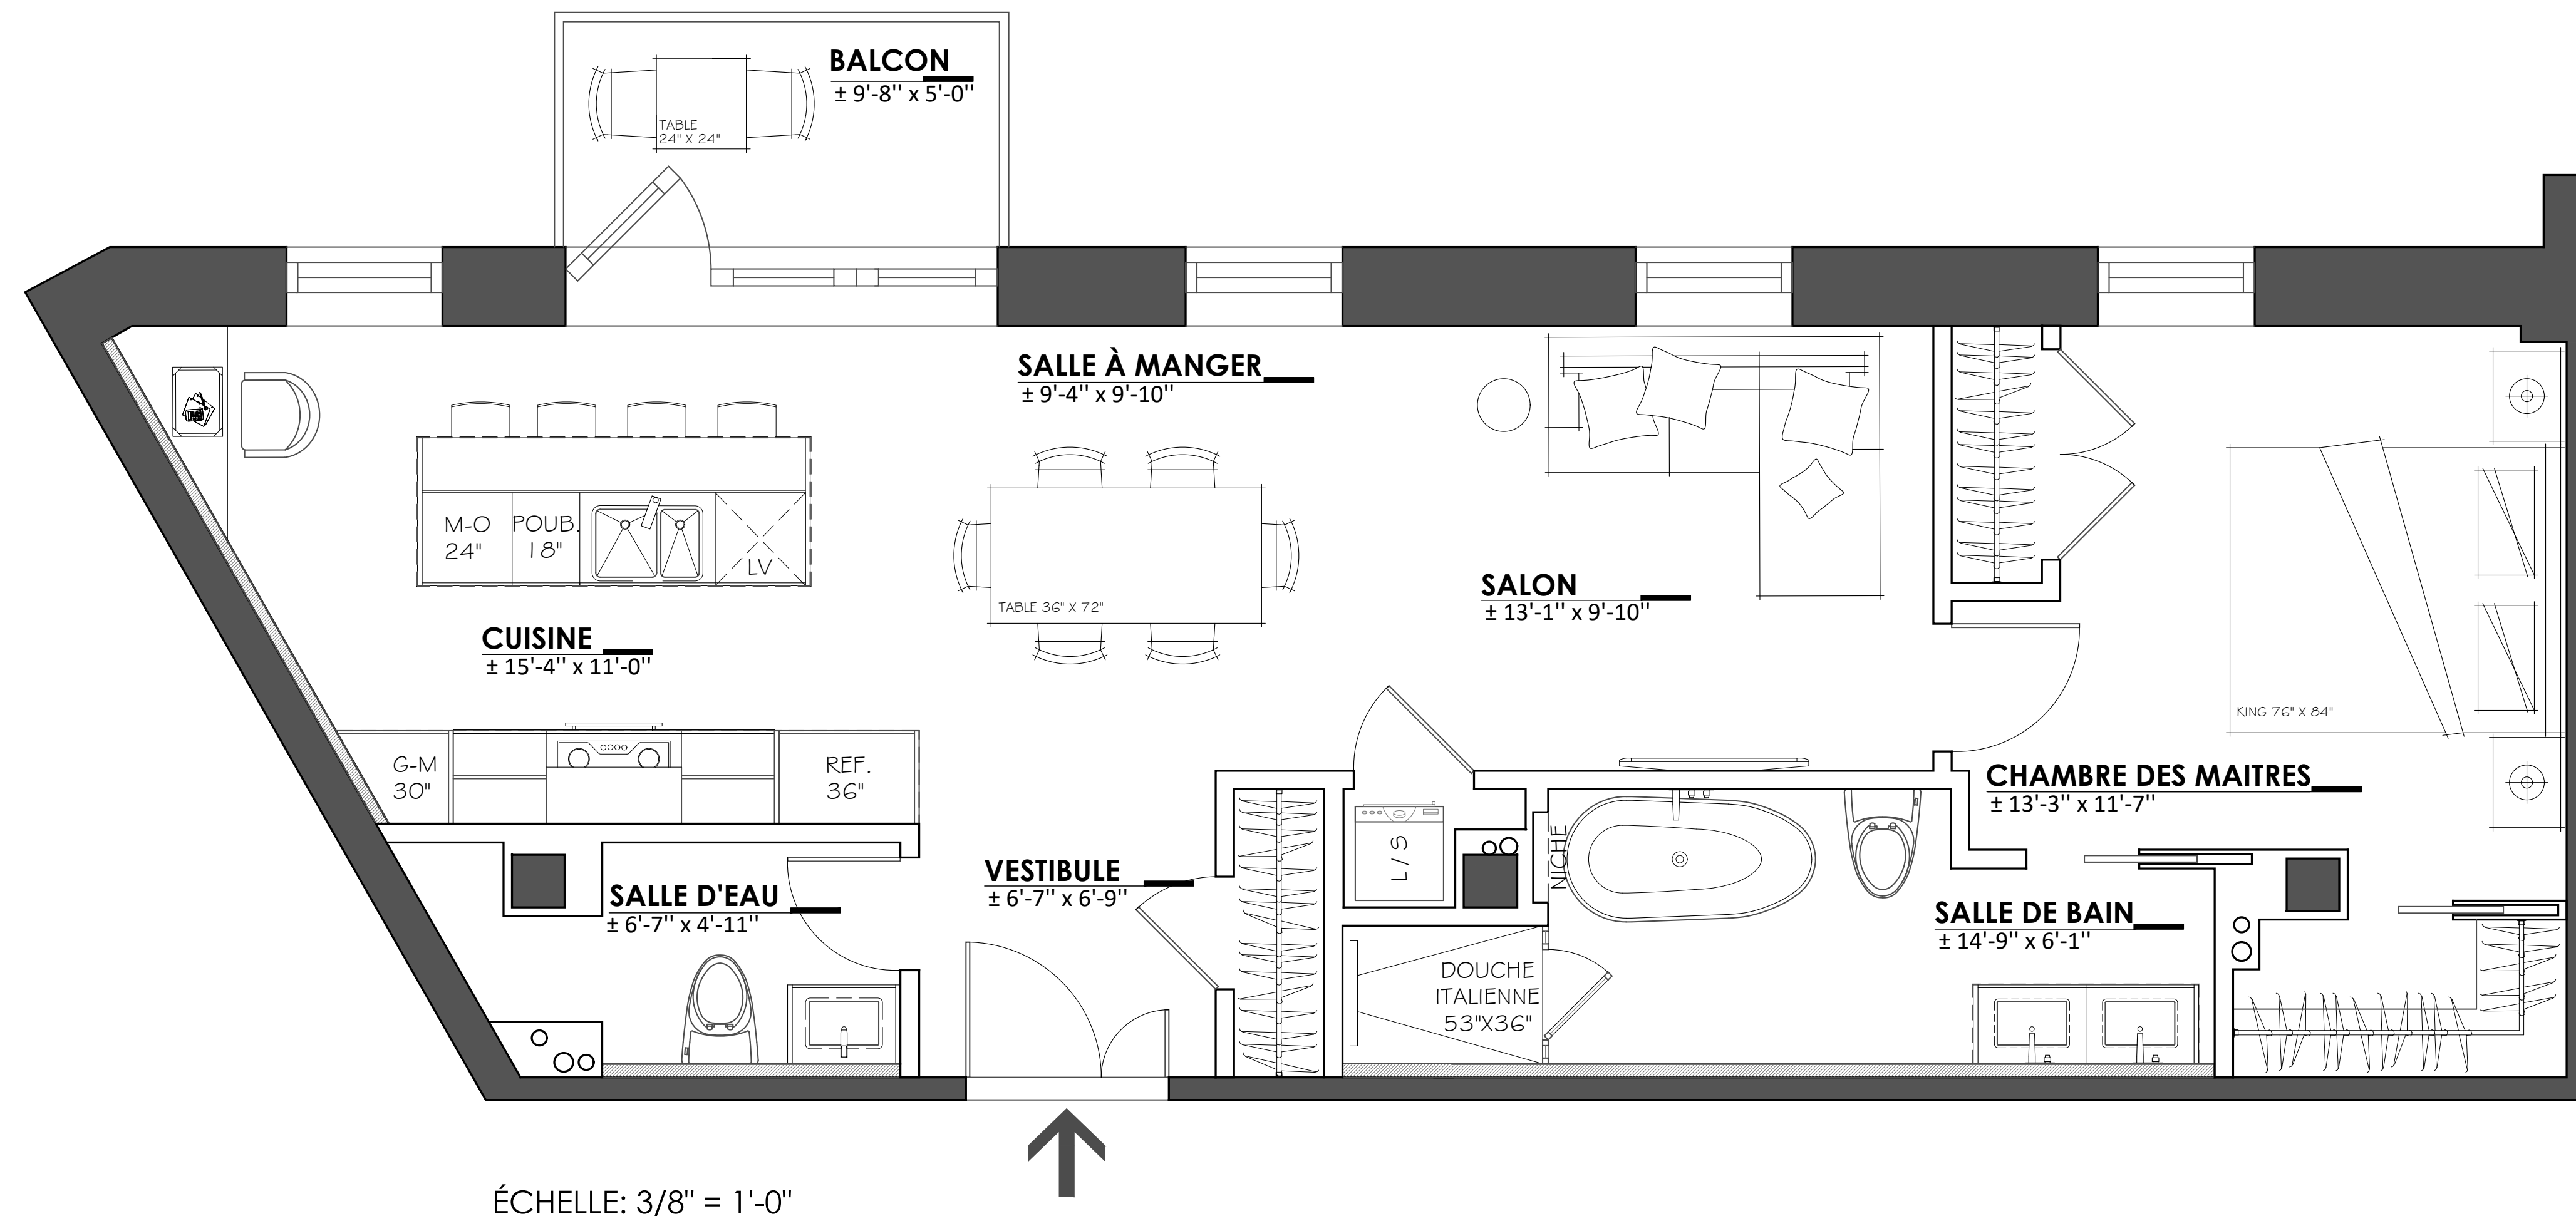 BALCON
± 9'-8'' x 5'-0''
TABLE
24" X 24"
SALLE À MANGER
± 9'-4'' x 9'-10''
M-O
24"
POUB.
18"
LV
TABLE 36" X 72"
SALON
± 13'-1'' x 9'-10''
CUISINE
± 15'-4'' x 11'-0''
KING 76" X 84"
G-M
30"
REF.
36"
CHAMBRE DES MAITRES
± 13'-3'' x 11'-7''
L/S
NICHE
VESTIBULE
± 6'-7'' x 6'-9''
SALLE D'EAU
± 6'-7'' x 4'-11''
SALLE DE BAIN
± 14'-9'' x 6'-1''
DOUCHE
ITALIENNE
53"X36"
ÉCHELLE: 3/8" = 1'-0"